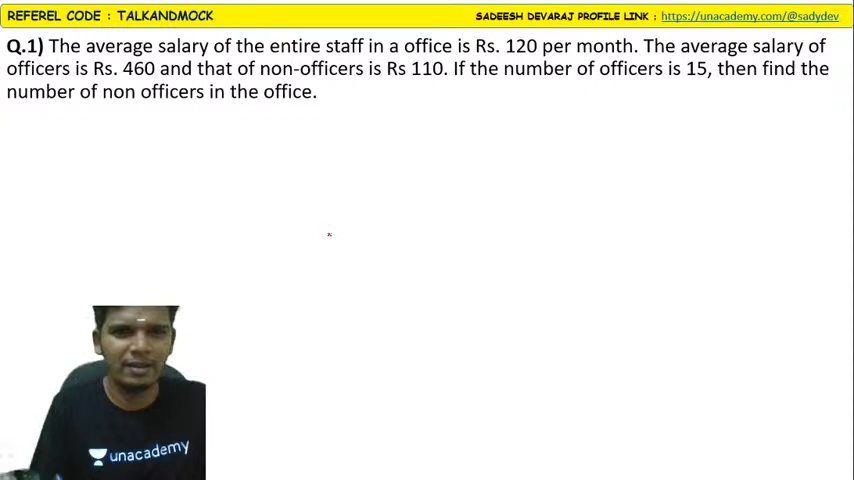 REFEREL CODE : TALKANDMOCK
SADEESH DEVARAJ PROFILE LINK : https://unacademy.com/@sadydev
Q.1) The average salary of the entire staff in a office is Rs. 120 per month. The average salary of
officers is Rs. 460 and that of non-officers is Rs 110. If the number of officers is 15, then find the
number of non officers in the office.
unacademy